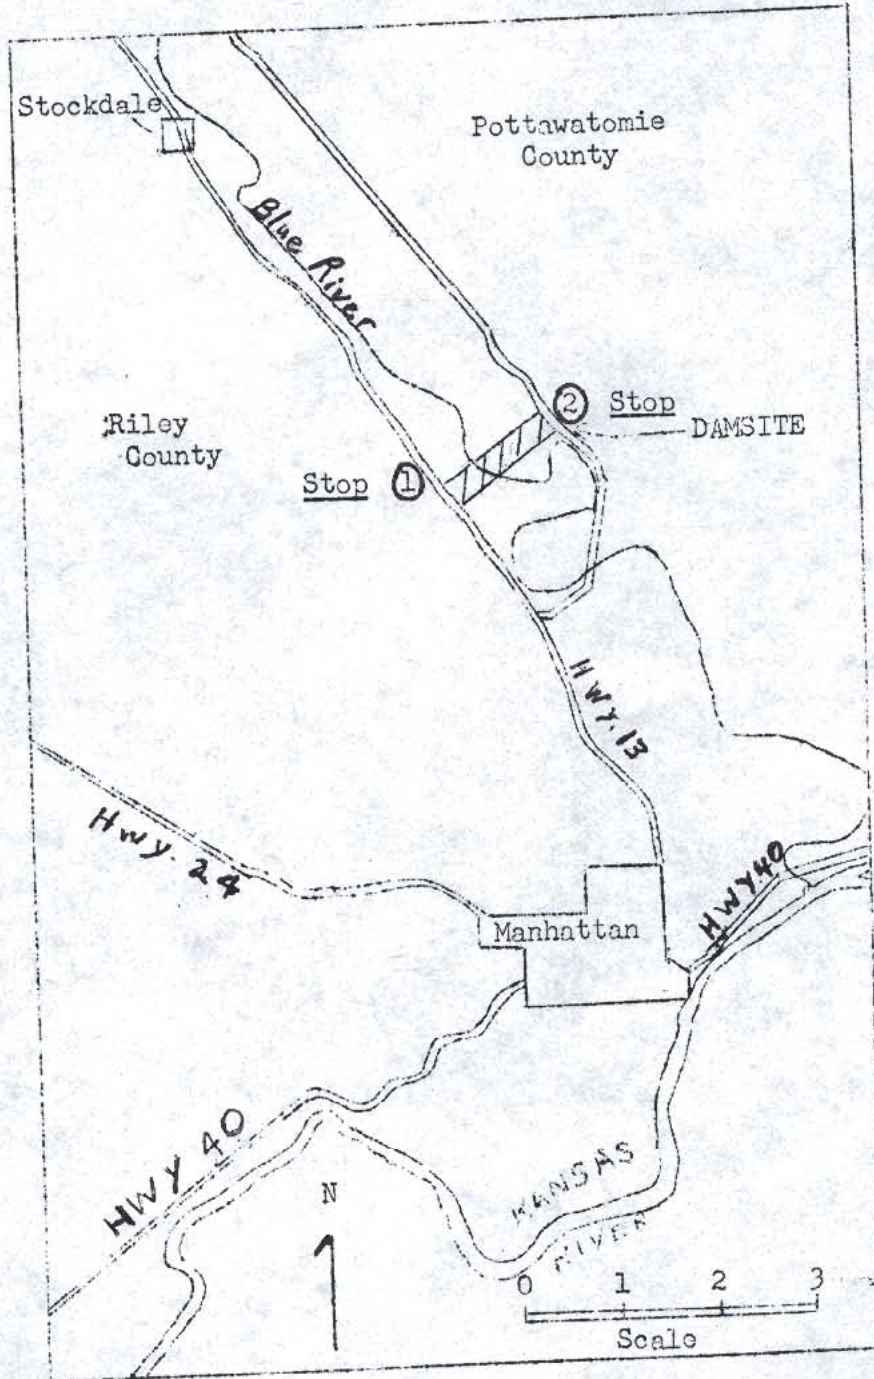 Stockdale
Pottawatomie
County
Blue River
② Stop
DAMSITE
Riley
County
Stop ①
HWY. 13
Hwy. 24
HWY 40
Manhattan
HWY 40
KANSAS
RIVER
N
0 1 2 3
Scale